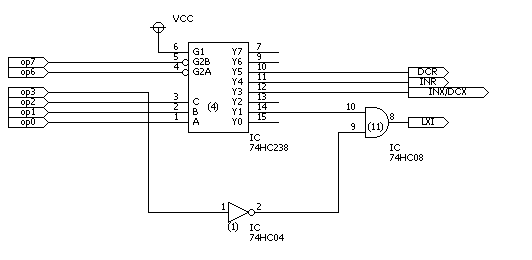 VCC
6 G1 Y7 7
op7 5 G2B Y6 9
op6 4 G2A Y5 10 DCR
Y4 11 INR
op3 Y3 12 INX/DCX
op2 3 C (4) Y2 13
op1 2 B Y1 14 10
op0 1 A Y0 15 9 (11) 8 LXI
IC
74HC238
IC
74HC08
1 2
(1) IC
74HC04